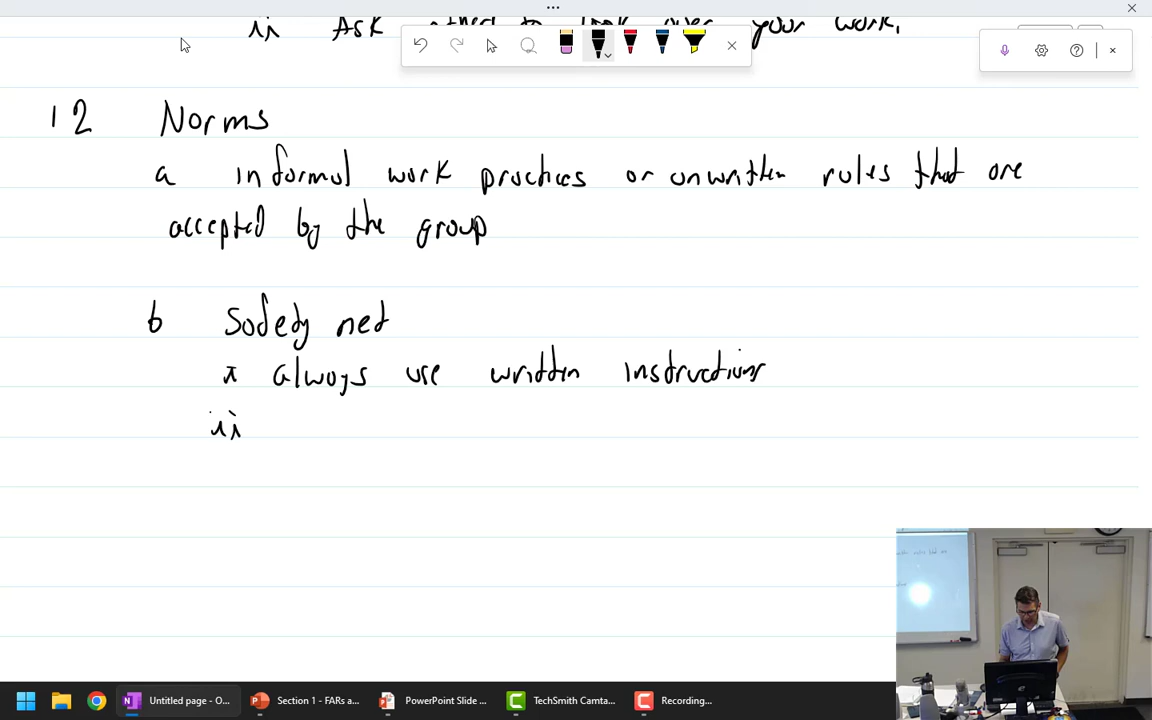 ii Ask others to look over your work.
12 Norms
a informal work practices or unwritten rules that are
accepted by the group
b Safety net
i always use written instructions
ii
Untitled page - O...
Section 1 - FARs a...
PowerPoint Slide ...
TechSmith Camta...
Recording...